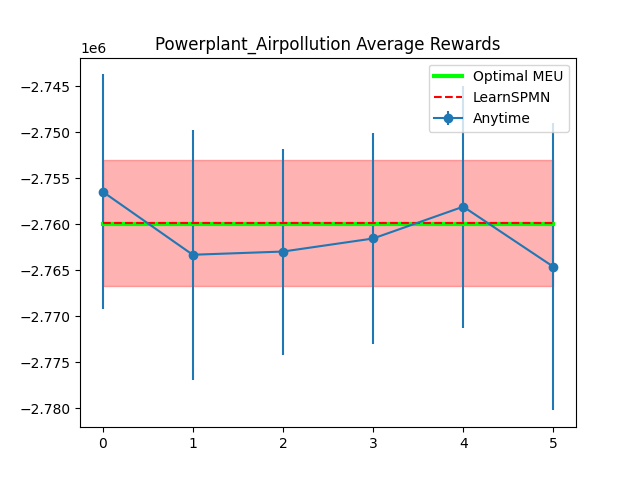 Powerplant_Airpollution Average Rewards
1e6
Optimal MEU
LearnSPMN
Anytime
−2.745
−2.750
−2.755
−2.760
−2.765
−2.770
−2.775
−2.780
0 1 2 3 4 5